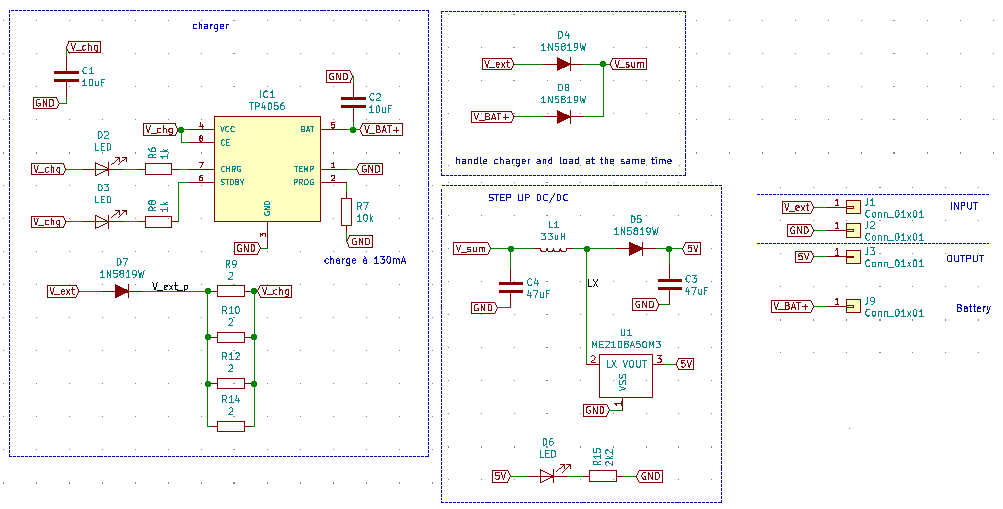 charger
V_chg
C1
10uF
GND
GND
C2
10uF
IC1
TP4056
V_chg
4
VCC
BAT
5
V_BAT+
8
CE
D2
LED
V_chg
R6
1k
7
CHRG
TEMP
1
GND
6
STDBY
PROG
2
D3
LED
V_chg
R8
1k
GND
3
GND
R7
10k
GND
charge à 130mA
D7
1N5819W
V_ext
V_ext_p
R9
2
V_chg
R10
2
R12
2
R14
2
D4
1N5819W
V_ext
V_sum
D8
1N5819W
V_BAT+
handle charger and load at the same time
STEP UP DC/DC
V_sum
L1
33uH
D5
1N5819W
5V
C4
47uF
GND
LX
C3
47uF
GND
U1
ME2108A50M3
2
LX
VOUT
3
5V
VSS
1
GND
D6
LED
5V
R15
2k2
GND
V_ext
1
J1
Conn_01x01
INPUT
GND
1
J2
Conn_01x01
5V
1
J3
Conn_01x01
OUTPUT
V_BAT+
1
J9
Conn_01x01
Battery